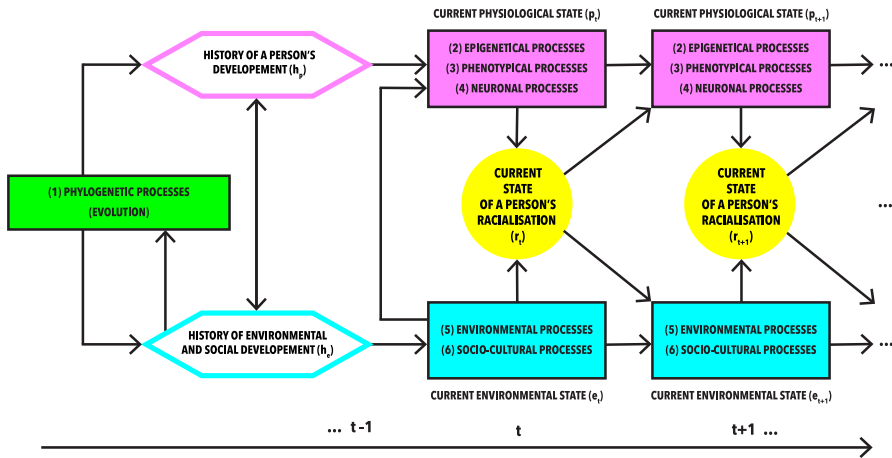 CURRENT PHYSIOLOGICAL STATE (pt)
CURRENT PHYSIOLOGICAL STATE (pt+1)
HISTORY OF A PERSON'S
DEVELOPEMENT (hp)
(2) EPIGENETICAL PROCESSES
(3) PHENOTYPICAL PROCESSES
(4) NEURONAL PROCESSES
(2) EPIGENETICAL PROCESSES
(3) PHENOTYPICAL PROCESSES
(4) NEURONAL PROCESSES
...
(1) PHYLOGENETIC PROCESSES
(EVOLUTION)
CURRENT
STATE
OF A PERSON'S
RACIALISATION
(rt)
CURRENT
STATE
OF A PERSON'S
RACIALISATION
(rt+1)
...
HISTORY OF ENVIRONMENTAL
AND SOCIAL DEVELOPEMENT (he)
(5) ENVIRONMENTAL PROCESSES
(6) SOCIO-CULTURAL PROCESSES
(5) ENVIRONMENTAL PROCESSES
(6) SOCIO-CULTURAL PROCESSES
...
CURRENT ENVIRONMENTAL STATE (et)
CURRENT ENVIRONMENTAL STATE (et+1)
... t-1
t
t+1 ...